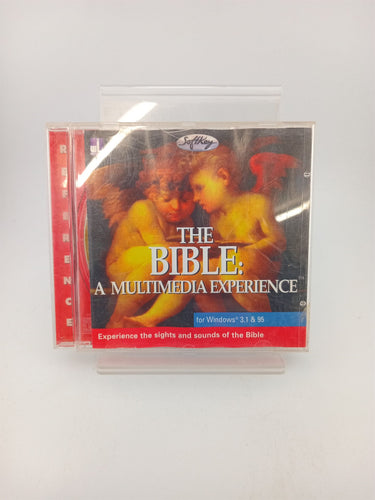 SoftKey
REFERENCE
THE
BIBLE:
A MULTIMEDIA EXPERIENCE
for Windows® 3.1 & 95
Experience the sights and sounds of the Bible